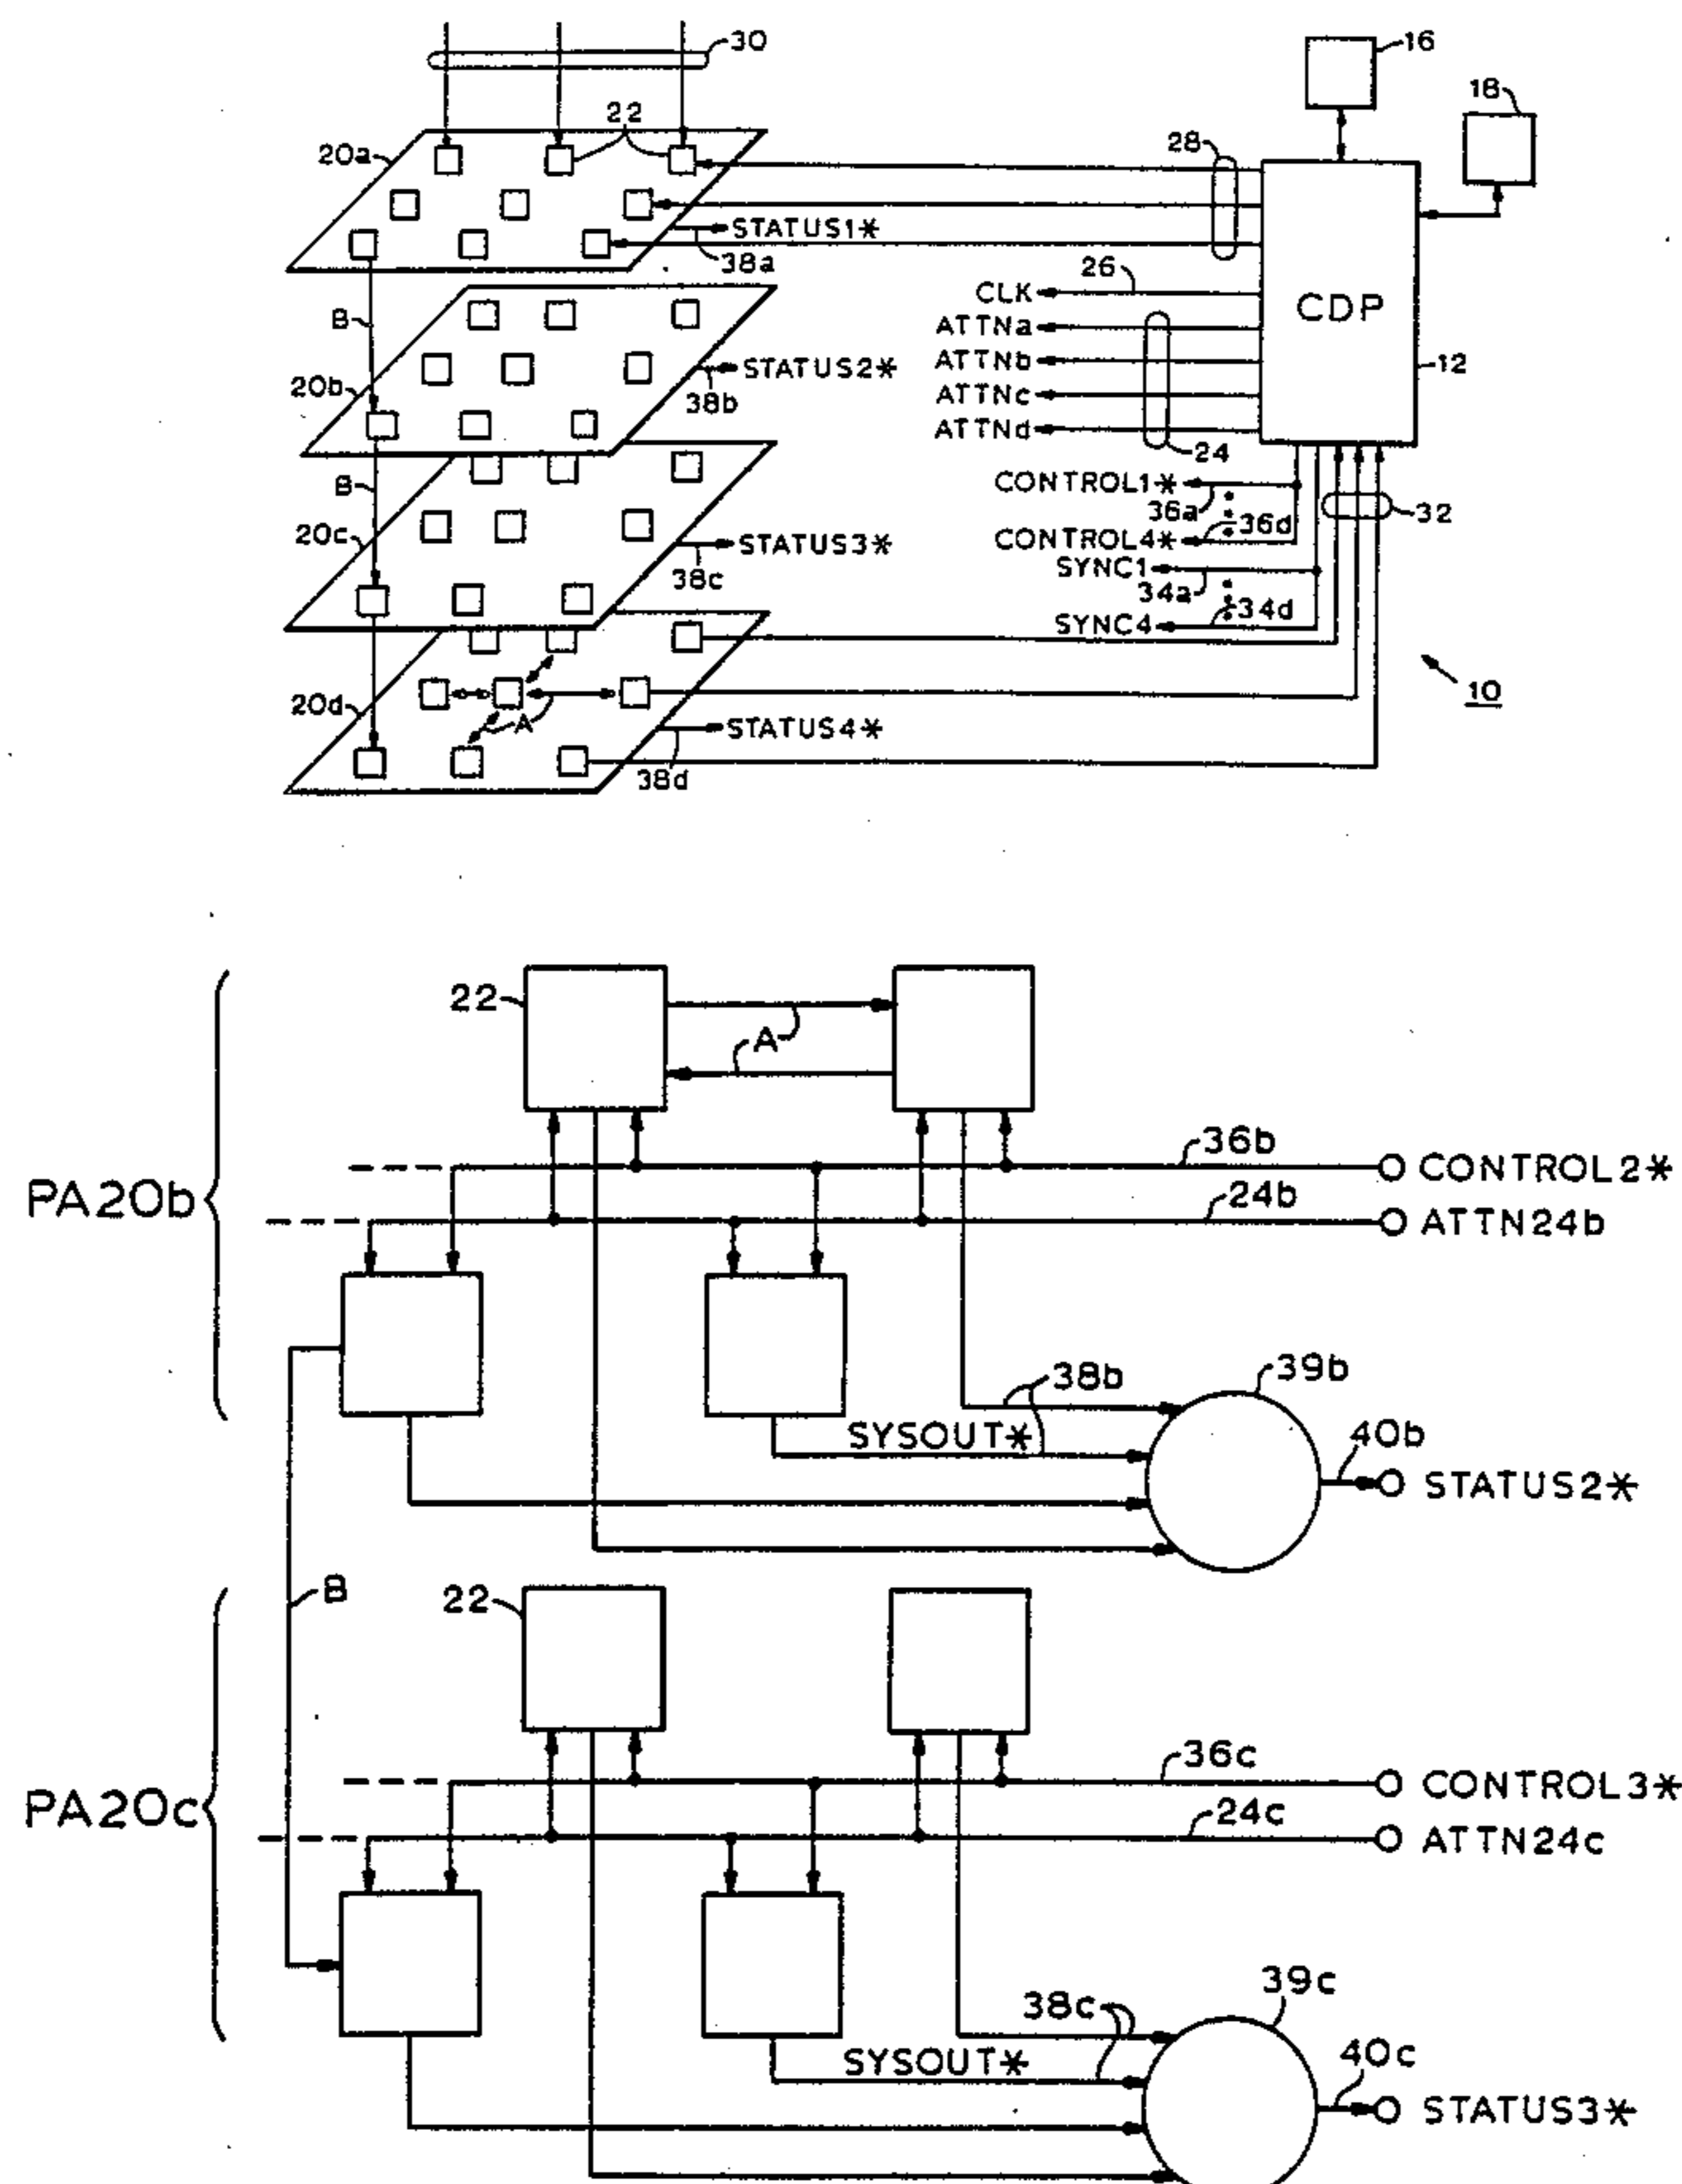 30
16
18
22
20a
28
STATUS1*
38a
26
CLK
CDP
B
ATTNa
ATTNb
12
20b
STATUS2*
38b
ATTNc
ATTNd
24
B
CONTROL1*
36a
32
20c
STATUS3*
38c
CONTROL4*
36d
SYNC1
34a
SYNC4
34d
10
20d
A
STATUS4*
38d
22
A
PA20b
36b
CONTROL2*
24b
ATTN24b
38b
39b
SYSOUT*
40b
STATUS2*
B
22
PA20c
36c
CONTROL3*
24c
ATTN24c
38c
39c
SYSOUT*
40c
STATUS3*